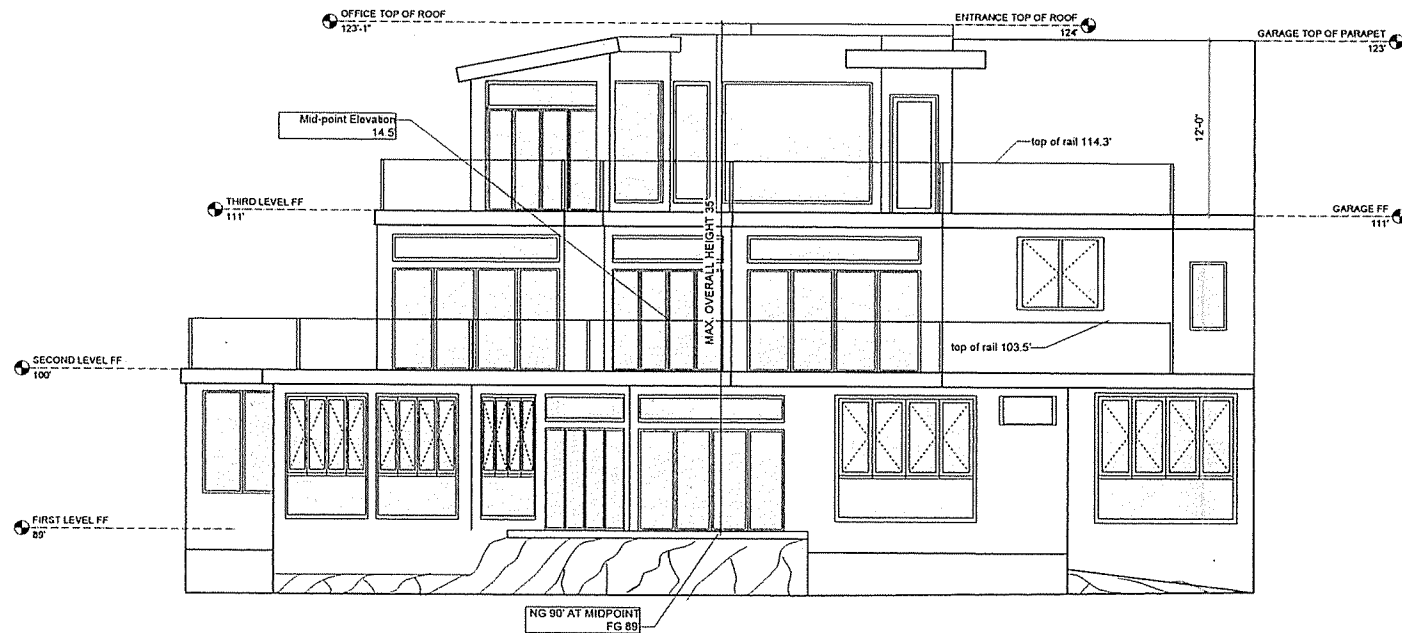 OFFICE TOP OF ROOF
123'-1"
ENTRANCE TOP OF ROOF
124'
GARAGE TOP OF PARAPET
123'
Mid-point Elevation
14.5
12'-0"
top of rail 114.3'
THIRD LEVEL FF
111'
GARAGE FF
111'
MAX. OVERALL HEIGHT 35'
top of rail 103.5'
SECOND LEVEL FF
100'
FIRST LEVEL FF
89'
NG 90' AT MIDPOINT
FG 89